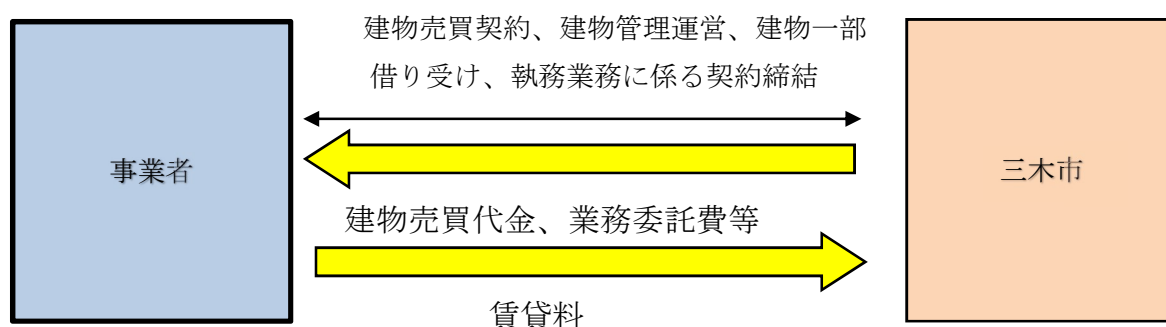 建物売買契約、建物管理運営、建物一部
借り受け、執務業務に係る契約締結
事業者
三木市
建物売買代金、業務委託費等
賃貸料